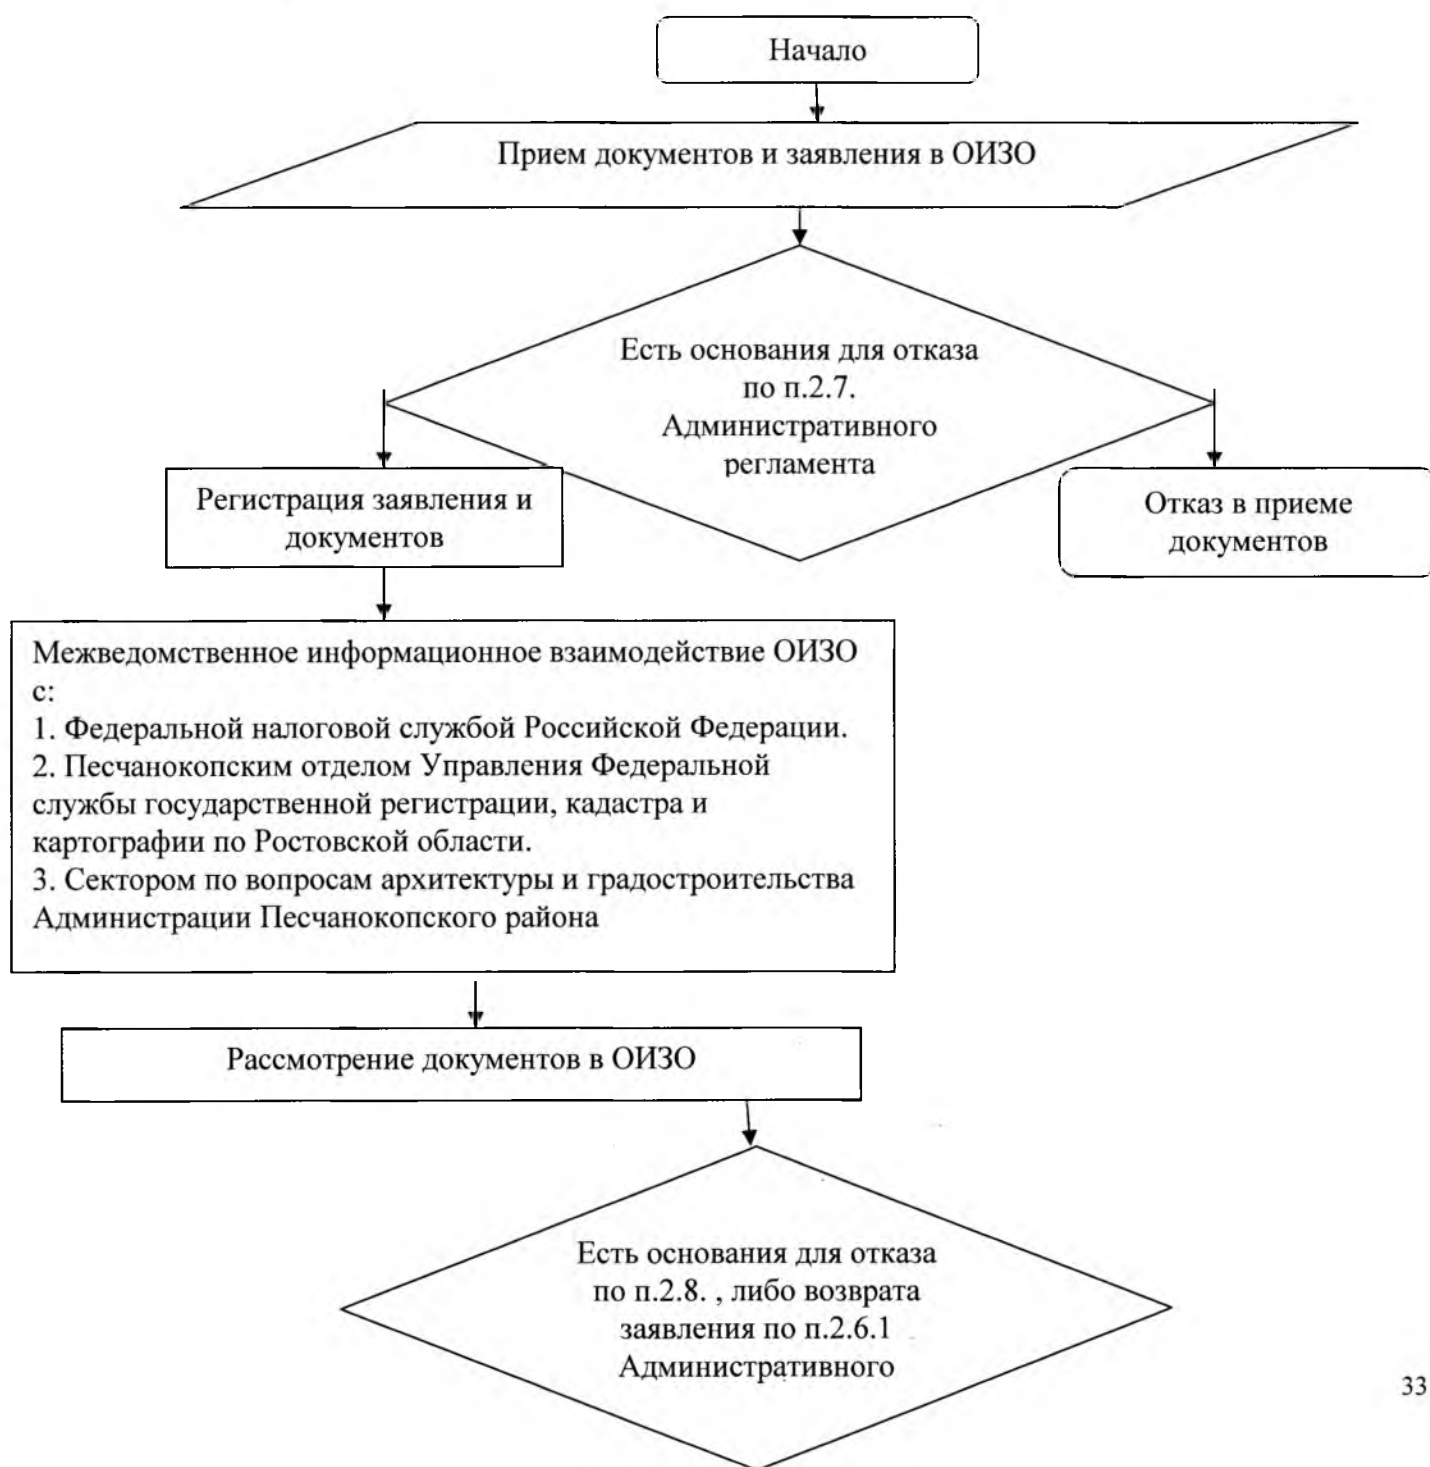 Начало
Прием документов и заявления в ОИЗО
Есть основания для отказа
по п.2.7.
Административного
регламента
Регистрация заявления и
документов
Отказ в приеме
документов
Межведомственное информационное взаимодействие ОИЗО
с:
1. Федеральной налоговой службой Российской Федерации.
2. Песчанокопским отделом Управления Федеральной
службы государственной регистрации, кадастра и
картографии по Ростовской области.
3. Сектором по вопросам архитектуры и градостроительства
Администрации Песчанокопского района
Рассмотрение документов в ОИЗО
Есть основания для отказа
по п.2.8. , либо возврата
заявления по п.2.6.1
Административного
33